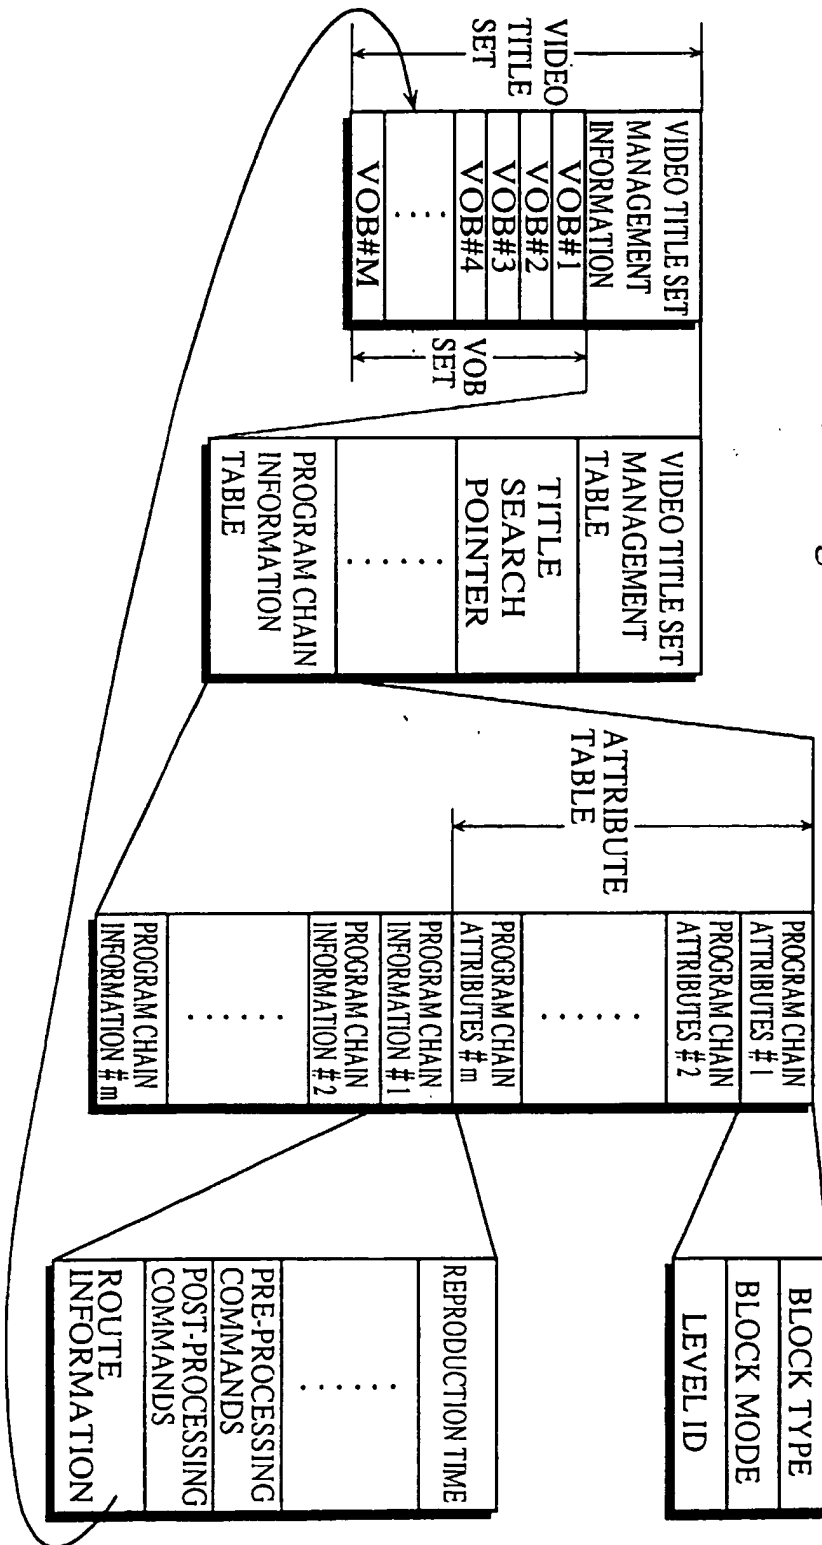 VIDEO
TITLE
SET
VIDEO TITLE SET
MANAGEMENT
INFORMATION
VOB#1
VOB#2
VOB#3
VOB#4
. . . .
VOB#M
VOB
SET
VIDEO TITLE SET
MANAGEMENT
TABLE
TITLE
SEARCH
POINTER
. . . . . .
PROGRAM CHAIN
INFORMATION
TABLE
ATTRIBUTE
TABLE
PROGRAM CHAIN
ATTRIBUTES #1
PROGRAM CHAIN
ATTRIBUTES #2
. . . . . .
PROGRAM CHAIN
ATTRIBUTES #m
PROGRAM CHAIN
INFORMATION #1
PROGRAM CHAIN
INFORMATION #2
. . . . . .
PROGRAM CHAIN
INFORMATION #m
BLOCK TYPE
BLOCK MODE
LEVEL ID
REPRODUCTION TIME
. . . . . .
PRE-PROCESSING
COMMANDS
POST-PROCESSING
COMMANDS
ROUTE
INFORMATION